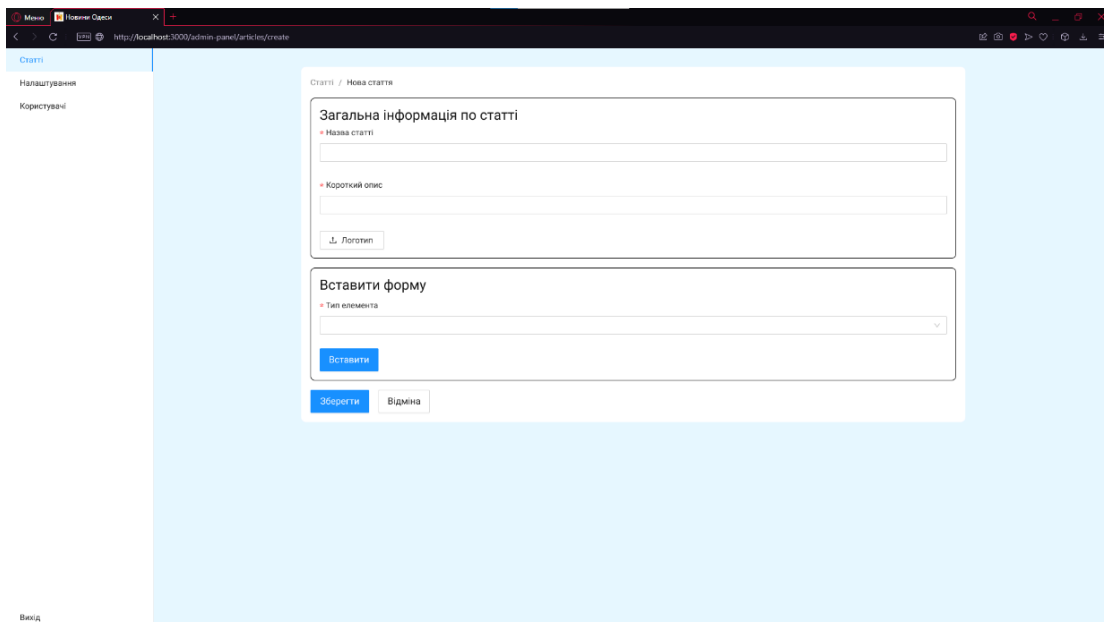 Меню Новини Одеси
VPN http://localhost:3000/admin-panel/articles/create
Статті
Налаштування
Користувачі
Статті / Нова стаття
Загальна інформація по статті
* Назва статті
* Короткий опис
Логотип
Вставити форму
* Тип елемента
Вставити
Зберегти Відміна
Вихід